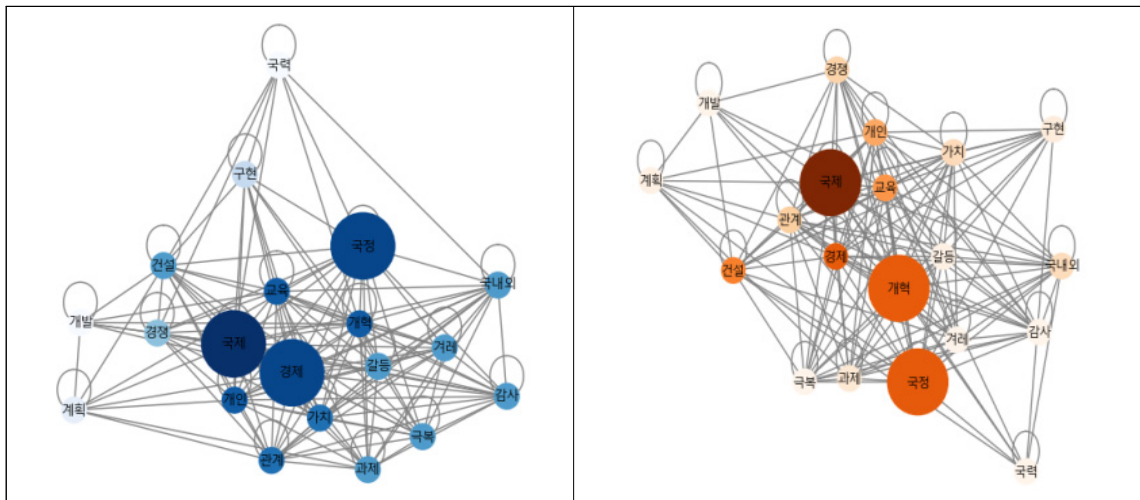 국력
구현
국정
건설
국내외
교육
개발
경쟁
개혁
국제
겨레
갈등
경제
계획
개인
감사
가치
극복
관계
과제
경쟁
개발
개인
구현
가치
계획
국제
교육
관계
갈등
경제
국내외
건설
개혁
감사
겨레
극복
과제
국정
국력